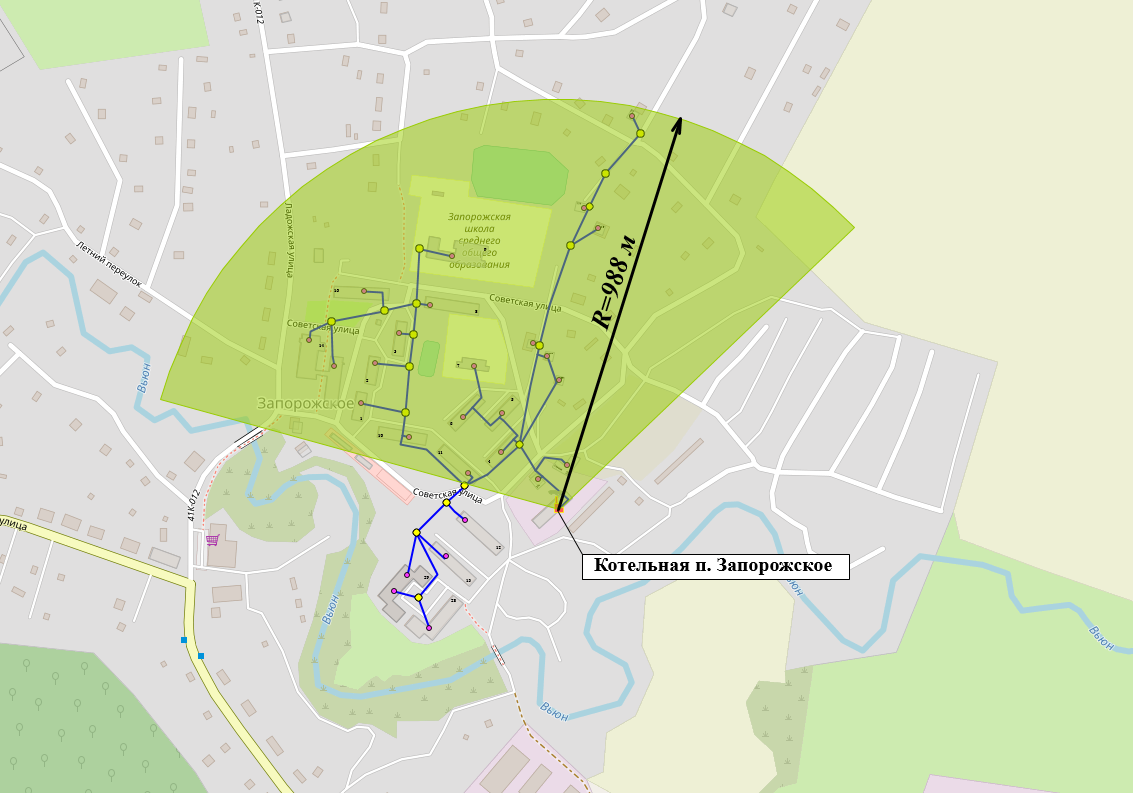 К-012
Летний переулок
Ладожская улица
Запорожская
школа
среднего
общего
образования
Советская улица
Советская улица
R=988 м
Вьюн
Запорожское
41К-012
Советская улица
улица
Котельная п. Запорожское
Вьюн
Вьюн
Вьюн
Вьюн